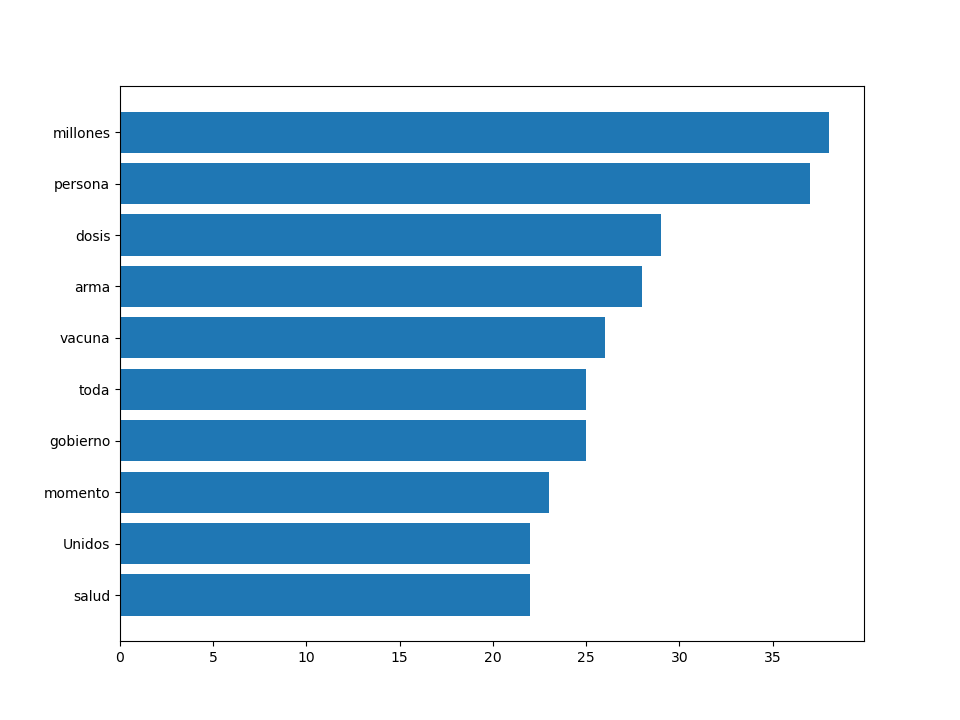 millones
persona
dosis
arma
vacuna
toda
gobierno
momento
Unidos
salud
0 5 10 15 20 25 30 35